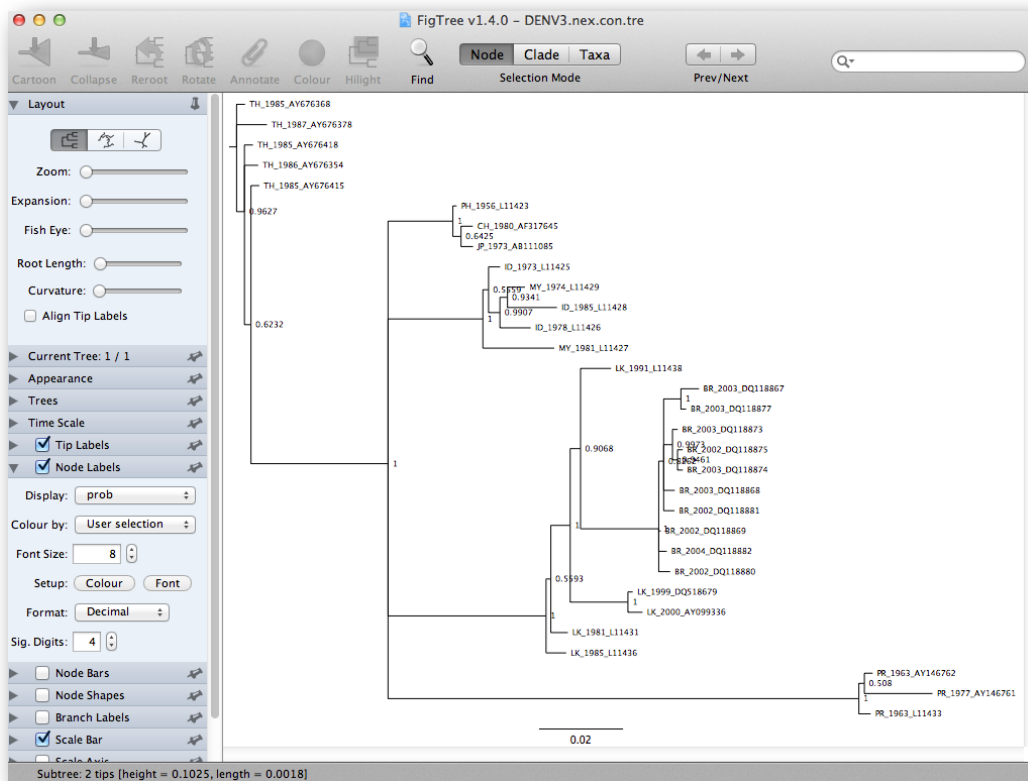 FigTree v1.4.0 – DENV3.nex.con.tre
Cartoon Collapse Reroot Rotate Annotate Colour Hilight Find
Node Clade Taxa
Selection Mode
Prev/Next
Layout
Zoom:
Expansion:
Fish Eye:
Root Length:
Curvature:
Align Tip Labels
Current Tree: 1 / 1
Appearance
Trees
Time Scale
Tip Labels
Node Labels
Display: prob
Colour by: User selection
Font Size: 8
Setup: Colour Font
Format: Decimal
Sig. Digits: 4
Node Bars
Node Shapes
Branch Labels
Scale Bar
Scale Axis
TH_1985_AY676368
TH_1987_AY676378
TH_1985_AY676418
TH_1986_AY676354
TH_1985_AY676415
0.9627
PH_1956_L11423
1
CH_1980_AF317645
0.6425
JP_1973_AB111085
ID_1973_L11425
0.5559
MY_1974_L11429
0.9341
ID_1985_L11428
0.9907
1
ID_1978_L11426
0.6232
MY_1981_L11427
LK_1991_L11438
BR_2003_DQ118867
1
BR_2003_DQ118877
BR_2003_DQ118873
0.9973
0.9068
BR_2002_DQ118875
BR_2003_DQ118874
1
BR_2003_DQ118868
BR_2002_DQ118881
1
BR_2002_DQ118869
BR_2004_DQ118882
BR_2002_DQ118880
0.5593
LK_1999_DQ518679
1
LK_2000_AY099336
1
LK_1981_L11431
LK_1985_L11436
PR_1963_AY146762
0.508
PR_1977_AY146761
1
PR_1963_L11433
0.02
Subtree: 2 tips [height = 0.1025, length = 0.0018]